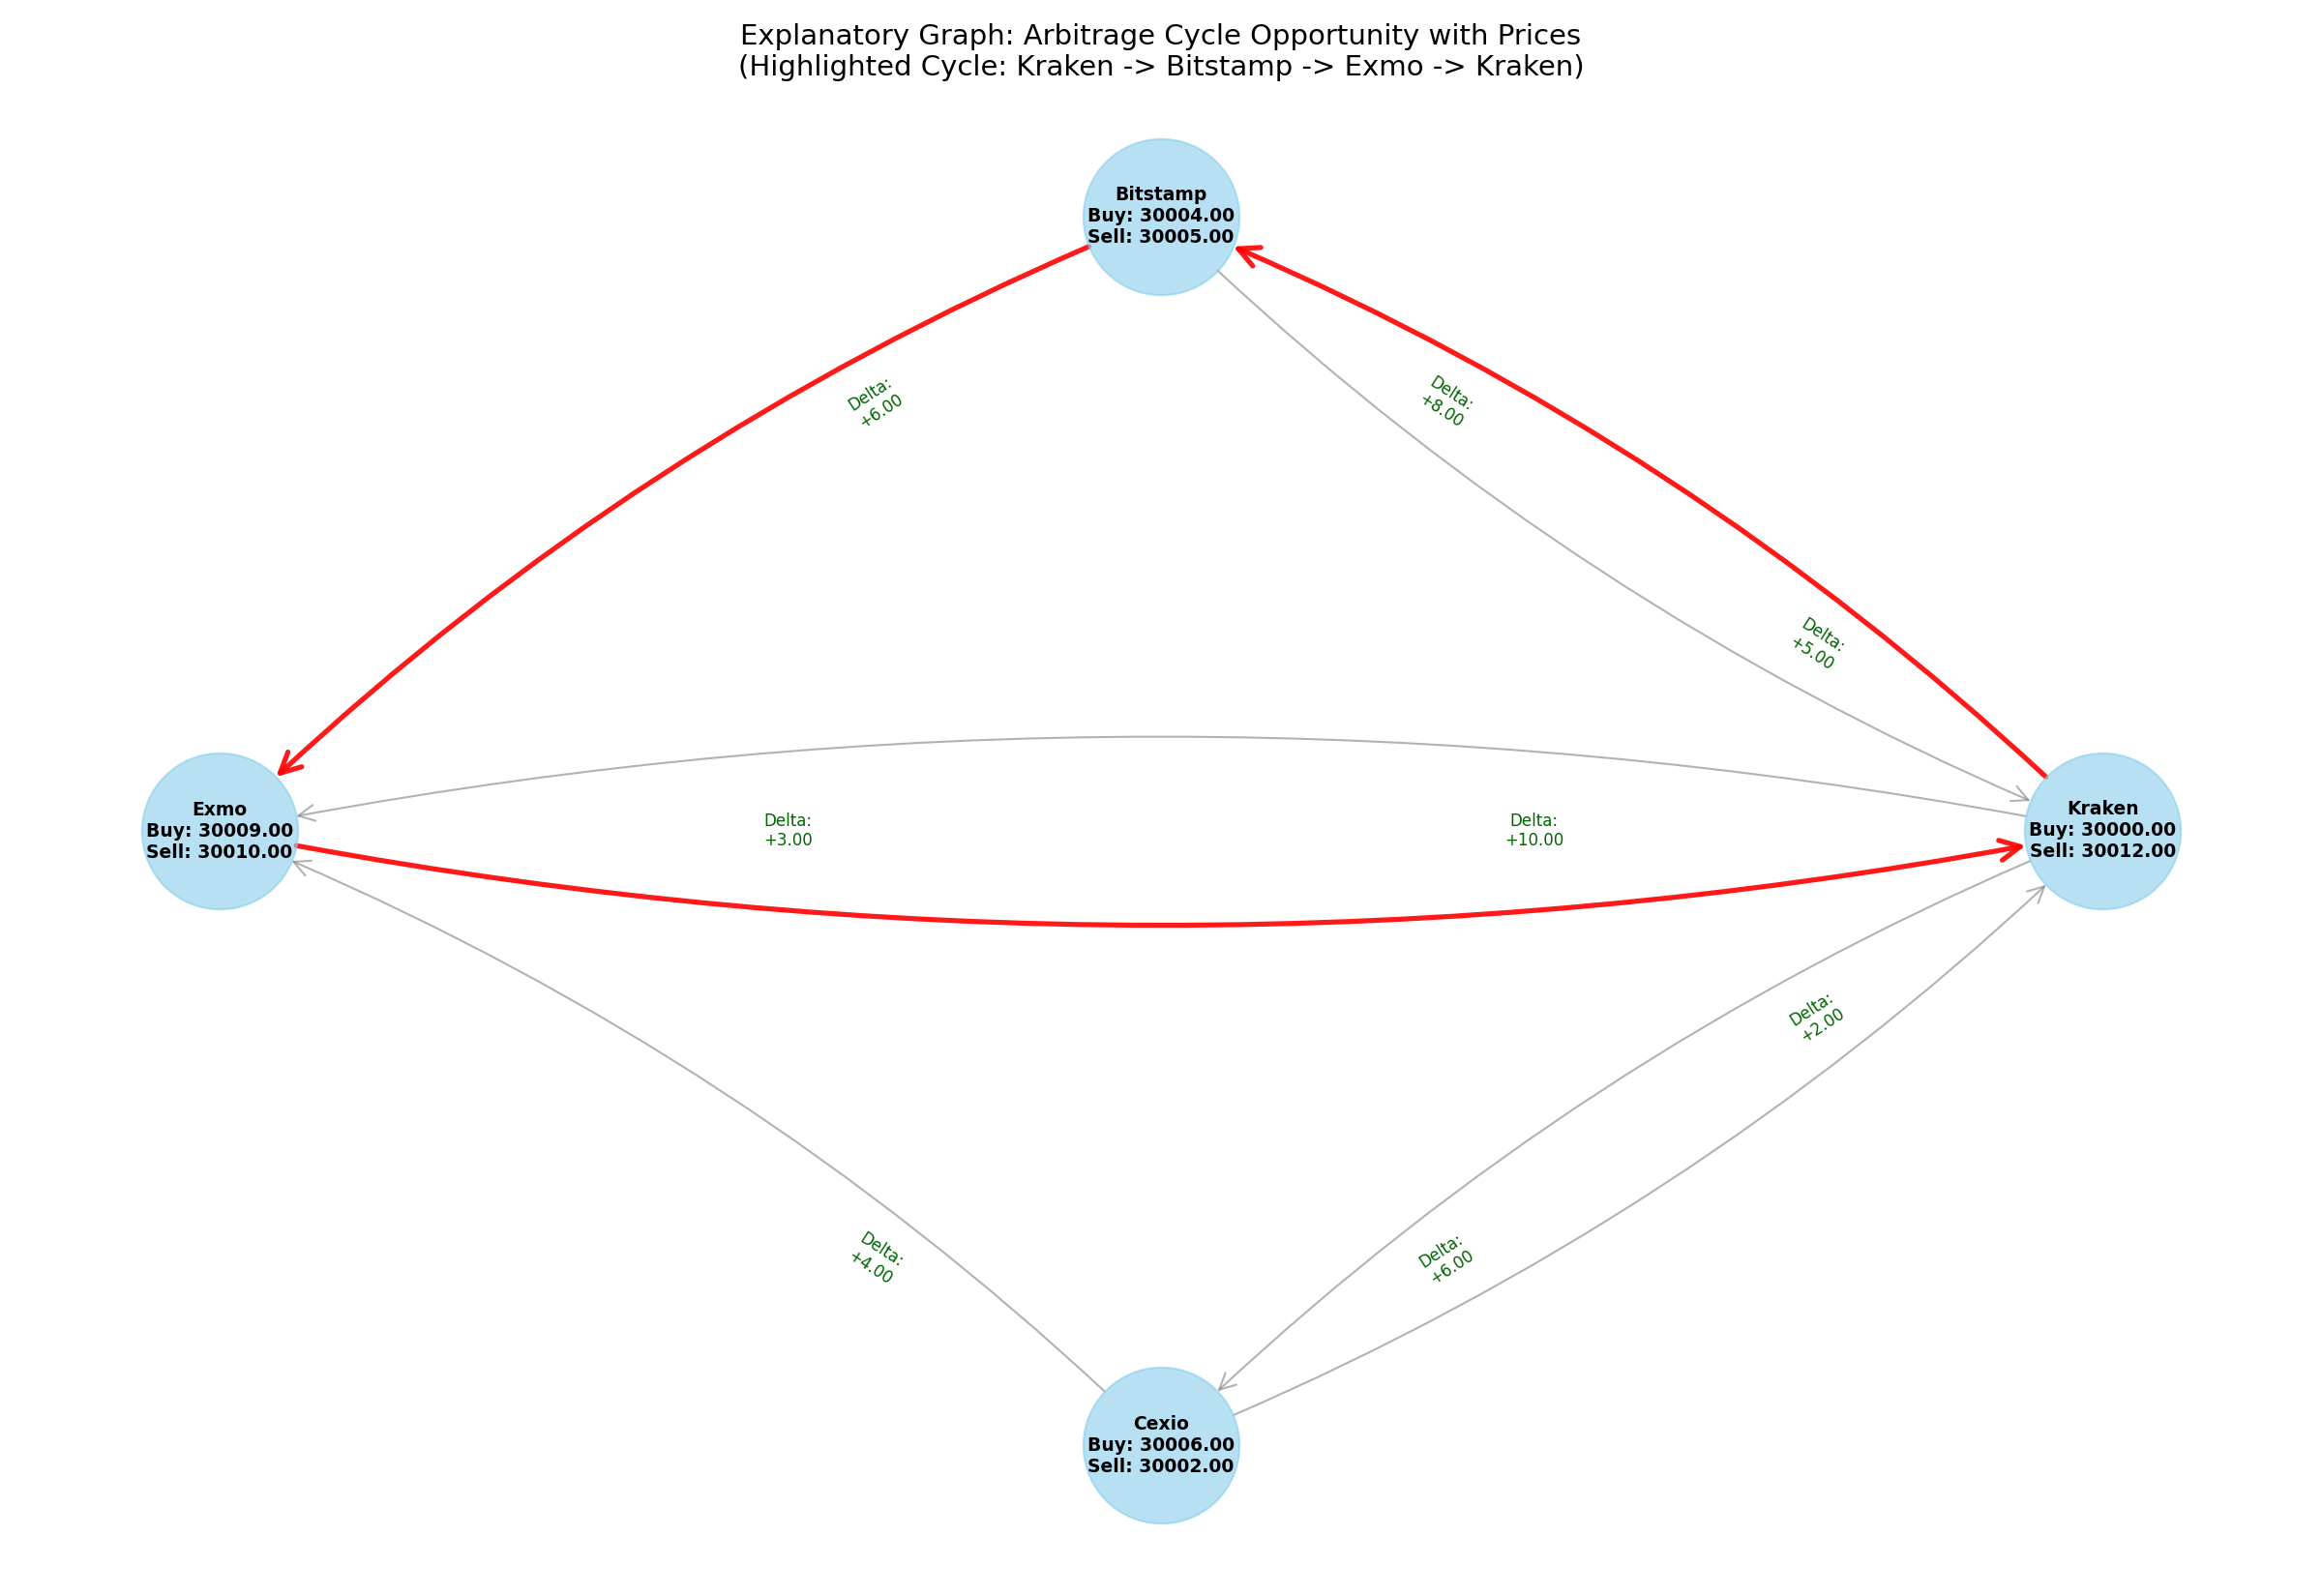 Explanatory Graph: Arbitrage Cycle Opportunity with Prices
(Highlighted Cycle: Kraken -> Bitstamp -> Exmo -> Kraken)
Bitstamp
Buy: 30004.00
Sell: 30005.00
Delta:
+6.00
Delta:
+8.00
Delta:
+5.00
Exmo
Buy: 30009.00
Sell: 30010.00
Delta:
+3.00
Delta:
+10.00
Kraken
Buy: 30000.00
Sell: 30012.00
Delta:
+2.00
Delta:
+4.00
Delta:
+6.00
Cexio
Buy: 30006.00
Sell: 30002.00